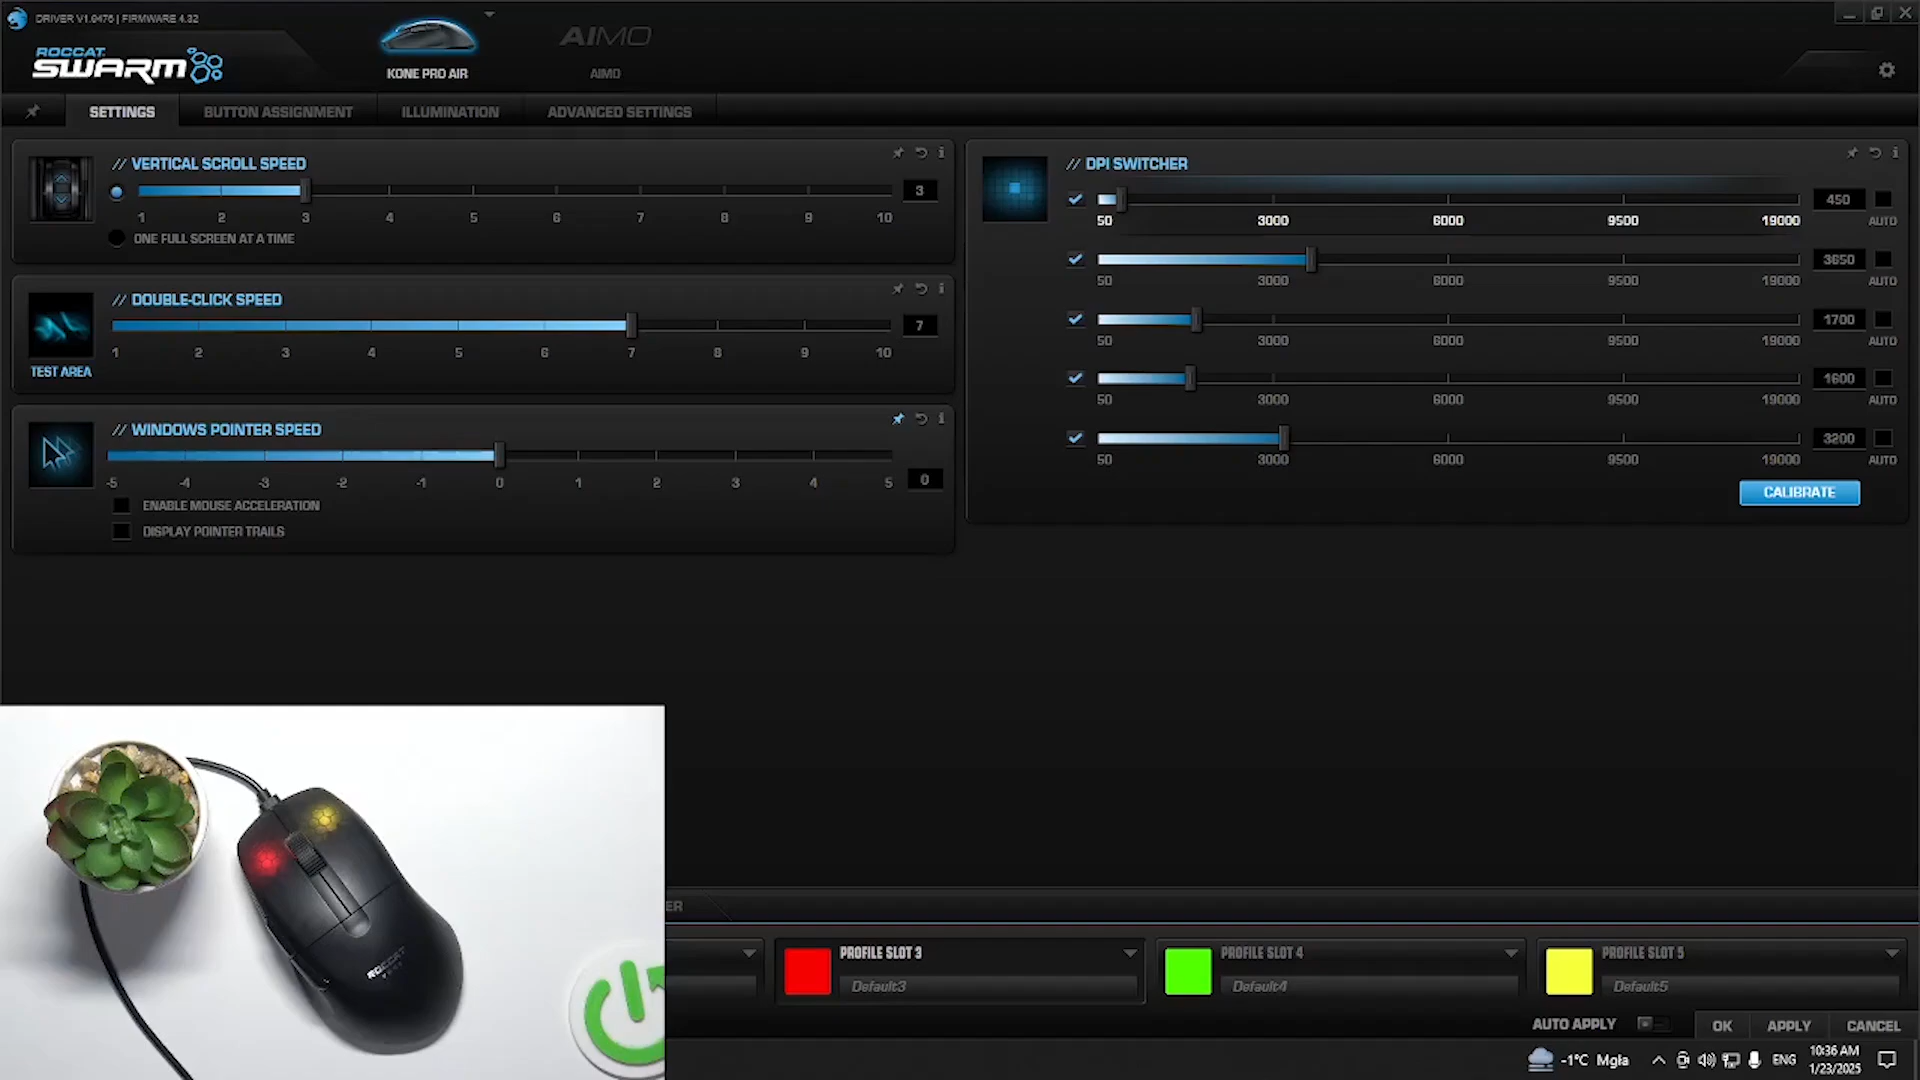 DRIVER V1.0476 | FIRMWARE 4.32
ROCCAT
SWARM
KONE PRO AIR
AIMO
AIMO
SETTINGS
BUTTON ASSIGNMENT
ILLUMINATION
ADVANCED SETTINGS
// VERTICAL SCROLL SPEED
3
1 2 3 4 5 6 7 8 9 10
ONE FULL SCREEN AT A TIME
// DOUBLE-CLICK SPEED
7
1 2 3 4 5 6 7 8 9 10
TEST AREA
// WINDOWS POINTER SPEED
-5 -4 -3 -2 -1 0 1 2 3 4 5
0
ENABLE MOUSE ACCELERATION
DISPLAY POINTER TRAILS
// DPI SWITCHER
450
50 3000 6000 9500 19000 AUTO
3650
50 3000 6000 9500 19000 AUTO
1700
50 3000 6000 9500 19000 AUTO
1600
50 3000 6000 9500 19000 AUTO
3200
50 3000 6000 9500 19000 AUTO
CALIBRATE
ROCCAT
ER
PROFILE SLOT 3
Default3
PROFILE SLOT 4
Default4
PROFILE SLOT 5
Default5
AUTO APPLY
OK
APPLY
CANCEL
-1°C Mgła
ENG
10:36 AM
1/23/2025